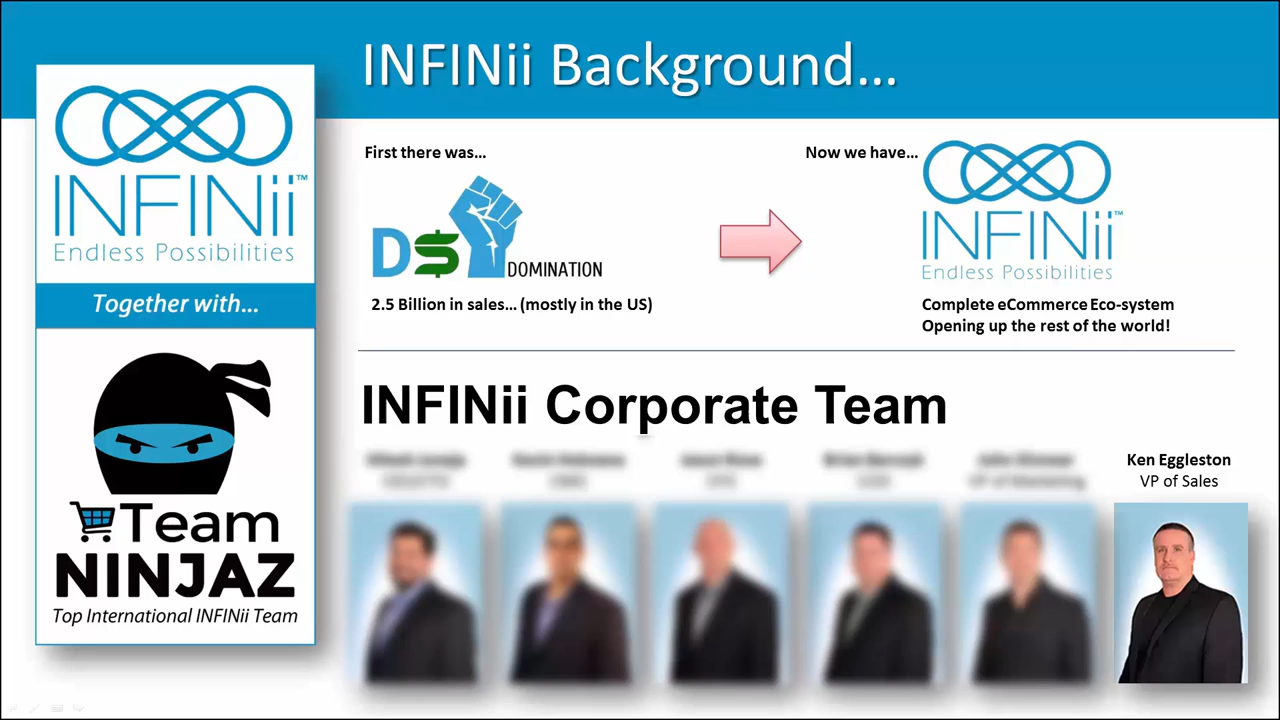 INFINii Background...
INFINii™
Endless Possibilities
Together with...
Team
NINJAZ
Top International INFINii Team
First there was...
DS DOMINATION
2.5 Billion in sales... (mostly in the US)
Now we have...
INFINii™
Endless Possibilities
Complete eCommerce Eco-system
Opening up the rest of the world!
INFINii Corporate Team
Ken Eggleston
VP of Sales